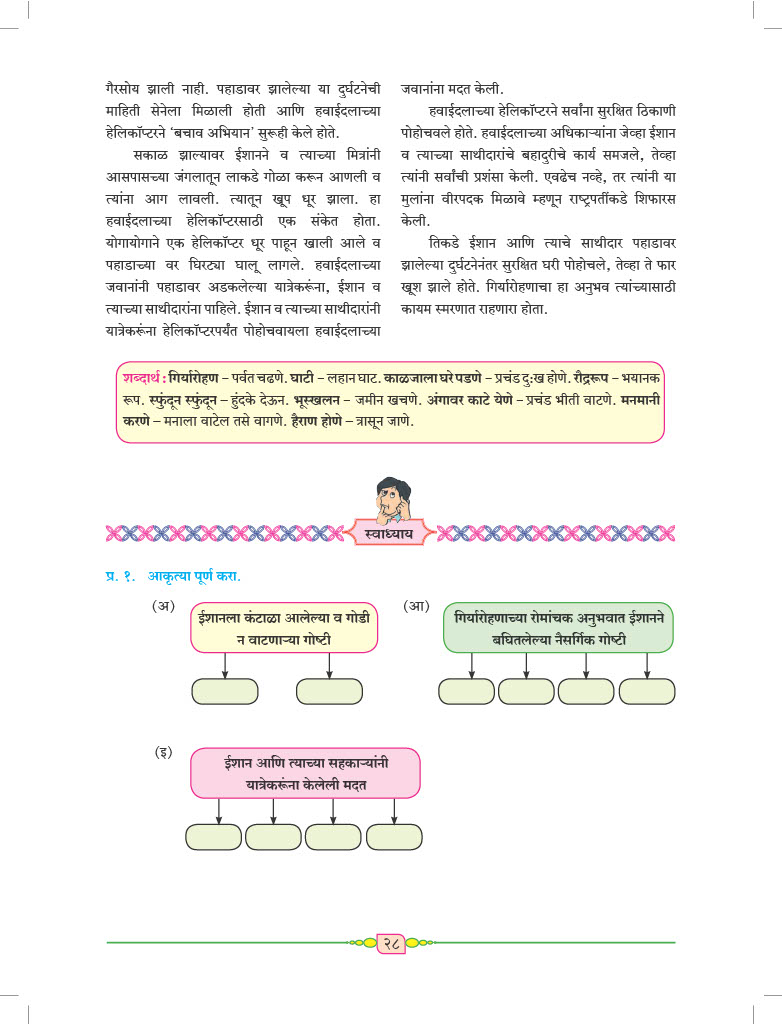 गैरसोय झाली नाही. पहाडावर झालेल्या या दुर्घटनेची
माहिती सेनेला मिळाली होती आणि हवाईदलाच्या
हेलिकॉप्टरने ‘बचाव अभियान’ सुरूही केले होते.
सकाळ झाल्यावर ईशानने व त्याच्या मित्रांनी
आसपासच्या जंगलातून लाकडे गोळा करून आणली व
त्यांना आग लावली. त्यातून खूप धूर झाला. हा
हवाईदलाच्या हेलिकॉप्टरसाठी एक संकेत होता.
योगायोगाने एक हेलिकॉप्टर धूर पाहून खाली आले व
पहाडाच्या वर घिरट्या घालू लागले. हवाईदलाच्या
जवानांनी पहाडावर अडकलेल्या यात्रेकरूंना, ईशान व
त्याच्या साथीदारांना पाहिले. ईशान व त्याच्या साथीदारांनी
यात्रेकरूंना हेलिकॉप्टरपर्यंत पोहोचवायला हवाईदलाच्या
जवानांना मदत केली.
हवाईदलाच्या हेलिकॉप्टरने सर्वांना सुरक्षित ठिकाणी
पोहोचवले होते. हवाईदलाच्या अधिकाऱ्यांना जेव्हा ईशान
व त्याच्या साथीदारांचे बहादुरीचे कार्य समजले, तेव्हा
त्यांनी सर्वांची प्रशंसा केली. एवढेच नव्हे, तर त्यांनी या
मुलांना वीरपदक मिळावे म्हणून राष्ट्रपतींकडे शिफारस
केली.
तिकडे ईशान आणि त्याचे साथीदार पहाडावर
झालेल्या दुर्घटनेनंतर सुरक्षित घरी पोहोचले, तेव्हा ते फार
खूश झाले होते. गिर्यारोहणाचा हा अनुभव त्यांच्यासाठी
कायम स्मरणात राहणारा होता.
शब्दार्थ : गिर्यारोहण – पर्वत चढणे. घाटी – लहान घाट. काळजाला घरे पडणे – प्रचंड दुःख होणे. रौद्ररूप – भयानक
रूप. स्फुंदून स्फुंदून – हुंदके देऊन. भूस्खलन – जमीन खचणे. अंगावर काटे येणे – प्रचंड भीती वाटणे. मनमानी
करणे – मनाला वाटेल तसे वागणे. हैराण होणे – त्रासून जाणे.
स्वाध्याय
प्र. १. आकृत्या पूर्ण करा.
(अ)
ईशानला कंटाळा आलेल्या व गोडी
न वाटणाऱ्या गोष्टी
(आ)
गिर्यारोहणाच्या रोमांचक अनुभवात ईशानने
बघितलेल्या नैसर्गिक गोष्टी
(इ)
ईशान आणि त्याच्या सहकाऱ्यांनी
यात्रेकरूंना केलेली मदत
२८